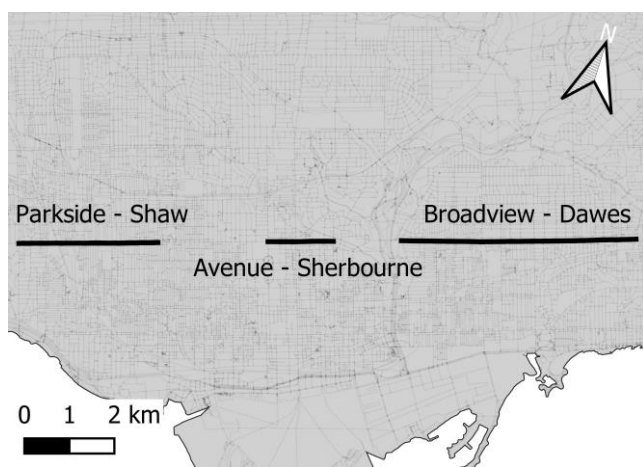 N
Parkside - Shaw
Broadview - Dawes
Avenue - Sherbourne
0 1 2 km